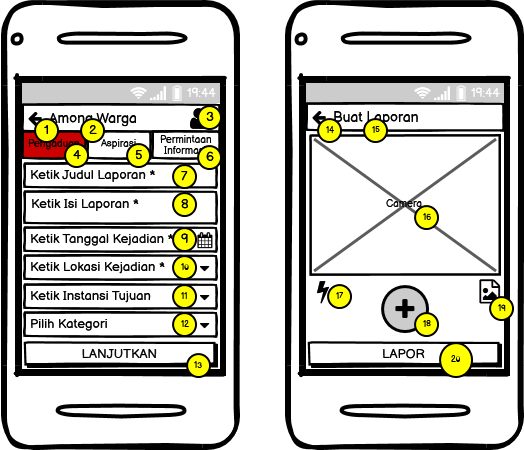 19:44
Among Warga
3
1
2
Pengaduan
Aspirasi
Permintaan
Informasi
4
5
6
Ketik Judul Laporan *
7
Ketik Isi Laporan *
8
Ketik Tanggal Kejadian *
9
Ketik Lokasi Kejadian *
10
Ketik Instansi Tujuan
11
Pilih Kategori
12
LANJUTKAN
13
19:44
Buat Laporan
14
15
Camera
16
17
18
19
LAPOR
20